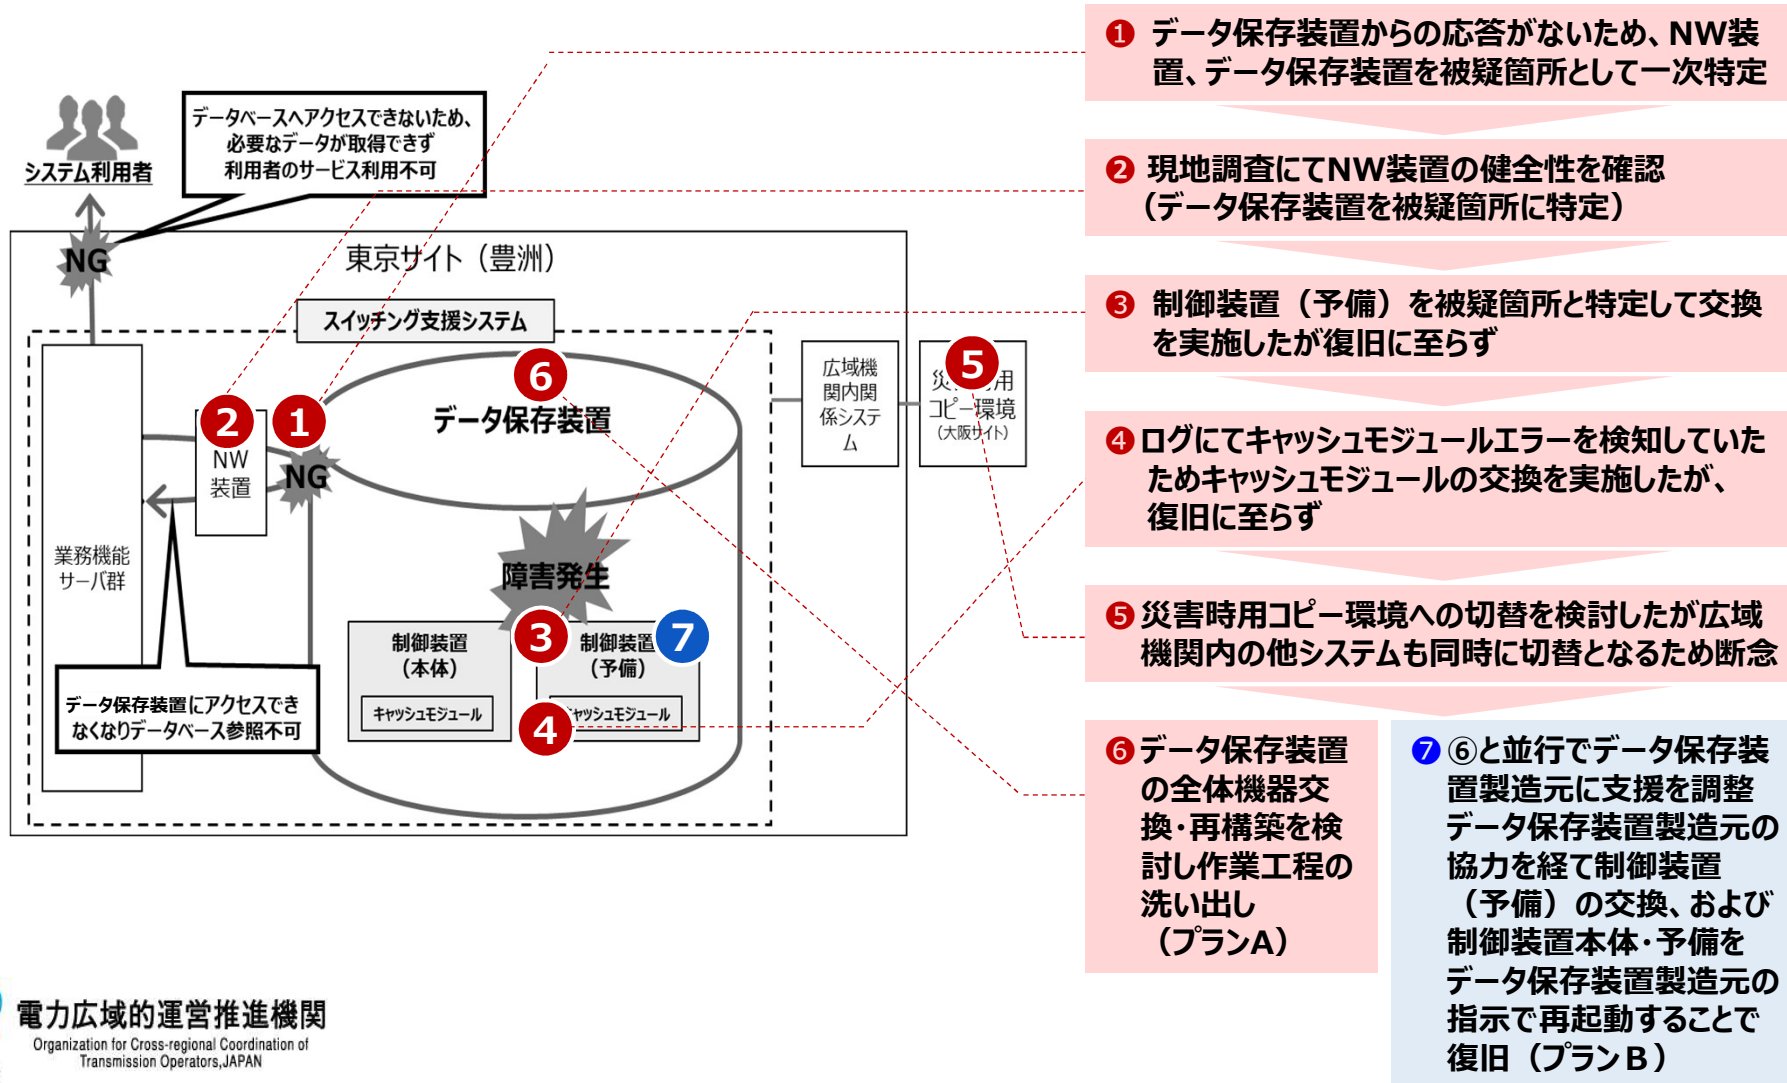 システム利用者
データベースへアクセスできないため、
必要なデータが取得できず
利用者のサービス利用不可
NG
東京サイト（豊洲）
スイッチング支援システム
業務機能
サーバ群
2
NW
装置
1
NG
6
データ保存装置
障害発生
制御装置
（本体）
キャッシュモジュール
3
制御装置
（予備）
7
4
キャッシュモジュール
データ保存装置にアクセスでき
なくなりデータベース参照不可
広域機
関内関
係システ
ム
5
コピー環境
（大阪サイト）
❶ データ保存装置からの応答がないため、NW装
置、データ保存装置を被疑箇所として一次特定
❷ 現地調査にてNW装置の健全性を確認
（データ保存装置を被疑箇所に特定）
❸ 制御装置（予備）を被疑箇所と特定して交換
を実施したが復旧に至らず
❹ ログにてキャッシュモジュールエラーを検知していた
ためキャッシュモジュールの交換を実施したが、
復旧に至らず
❺ 災害時用コピー環境への切替を検討したが広域
機関内の他システムも同時に切替となるため断念
❻ データ保存装置
の全体機器交
換・再構築を検
討し作業工程の
洗い出し
（プランA）
❼ ⑥と並行でデータ保存装
置製造元に支援を調整
データ保存装置製造元の
協力を経て制御装置
（予備）の交換、および
制御装置本体・予備を
データ保存装置製造元の
指示で再起動することで
復旧（プランB）
電力広域的運営推進機関
Organization for Cross-regional Coordination of
Transmission Operators,JAPAN